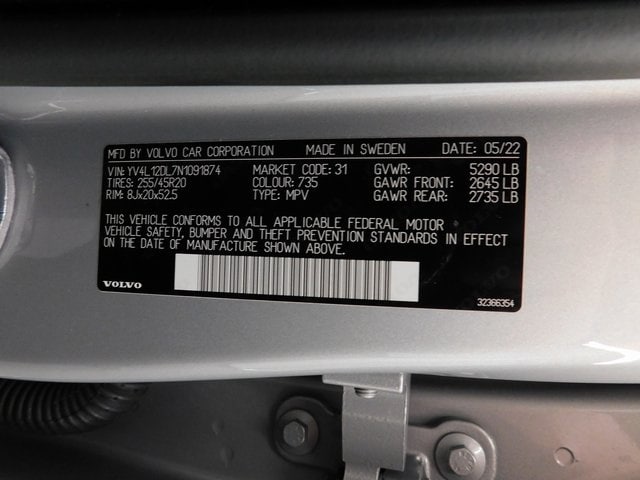 MFD BY VOLVO CAR CORPORATION MADE IN SWEDEN DATE: 05/22
VIN: YV4L12DL7N1091874 MARKET CODE: 31 GVWR: 5290 LB
TIRES: 255/45R20 COLOUR: 735 GAWR FRONT: 2645 LB
RIM: 8Jx20x52.5 TYPE: MPV GAWR REAR: 2735 LB
THIS VEHICLE CONFORMS TO ALL APPLICABLE FEDERAL MOTOR
VEHICLE SAFETY, BUMPER AND THEFT PREVENTION STANDARDS IN EFFECT
ON THE DATE OF MANUFACTURE SHOWN ABOVE.
VOLVO 32366354